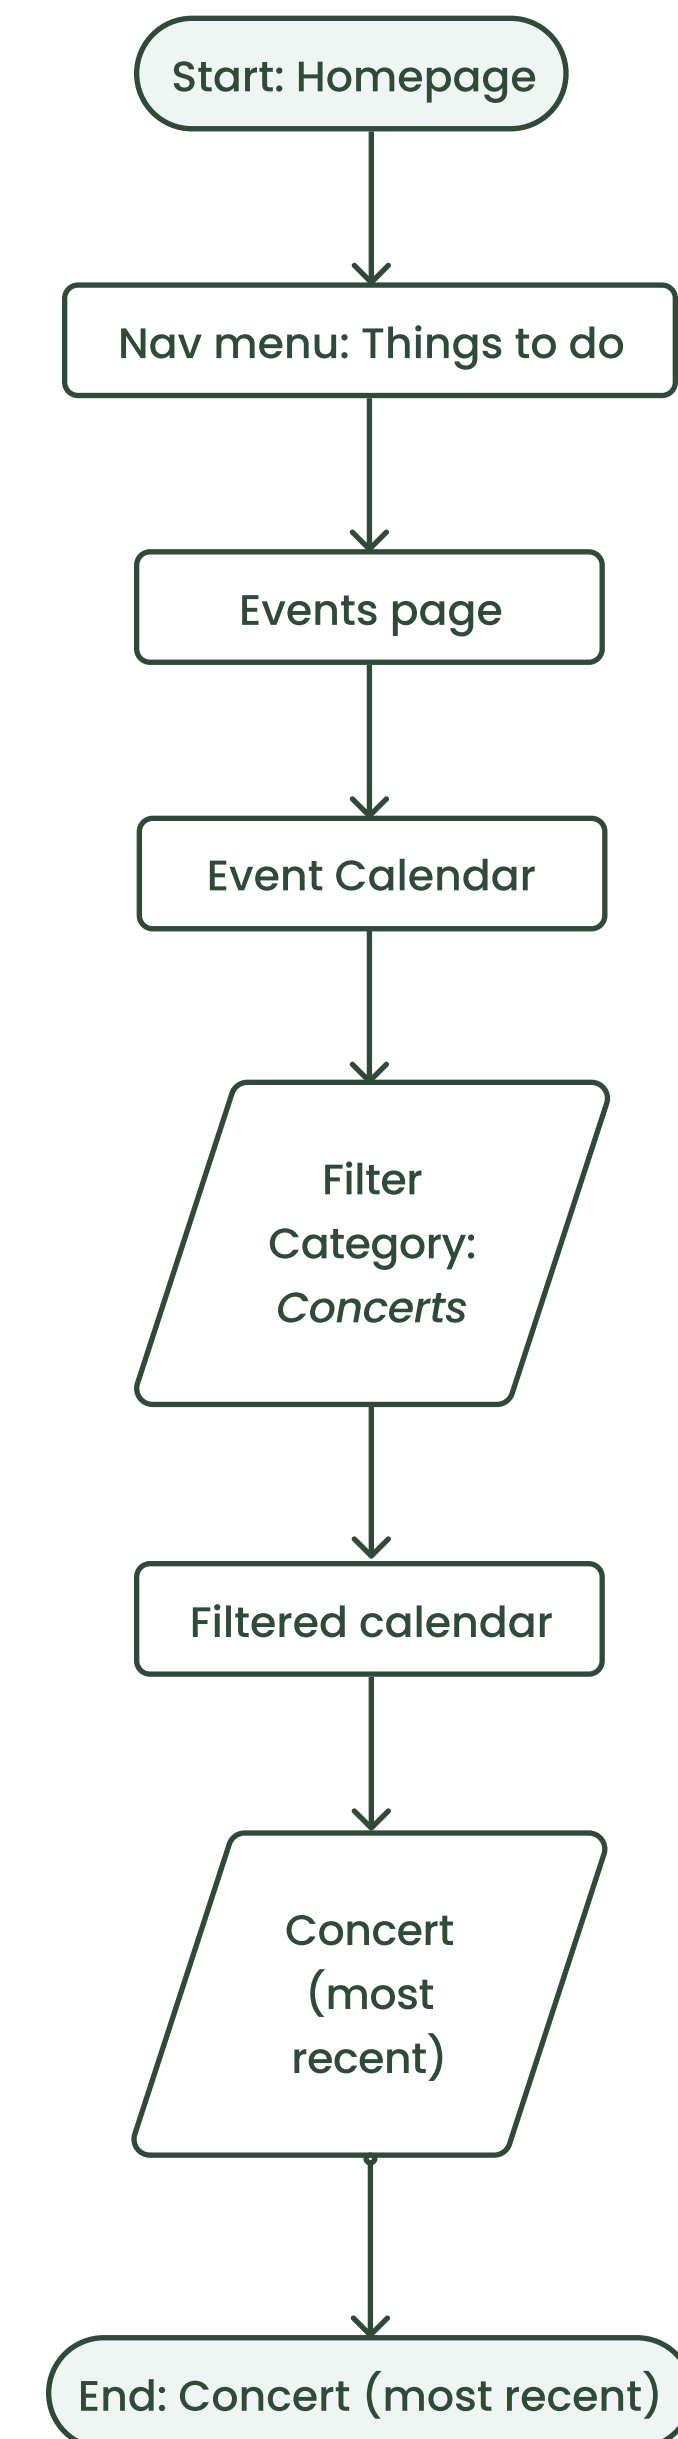 Start: Homepage
Nav menu: Things to do
Events page
Event Calendar
Filter
Category:
Concerts
Filtered calendar
Concert
(most
recent)
End: Concert (most recent)